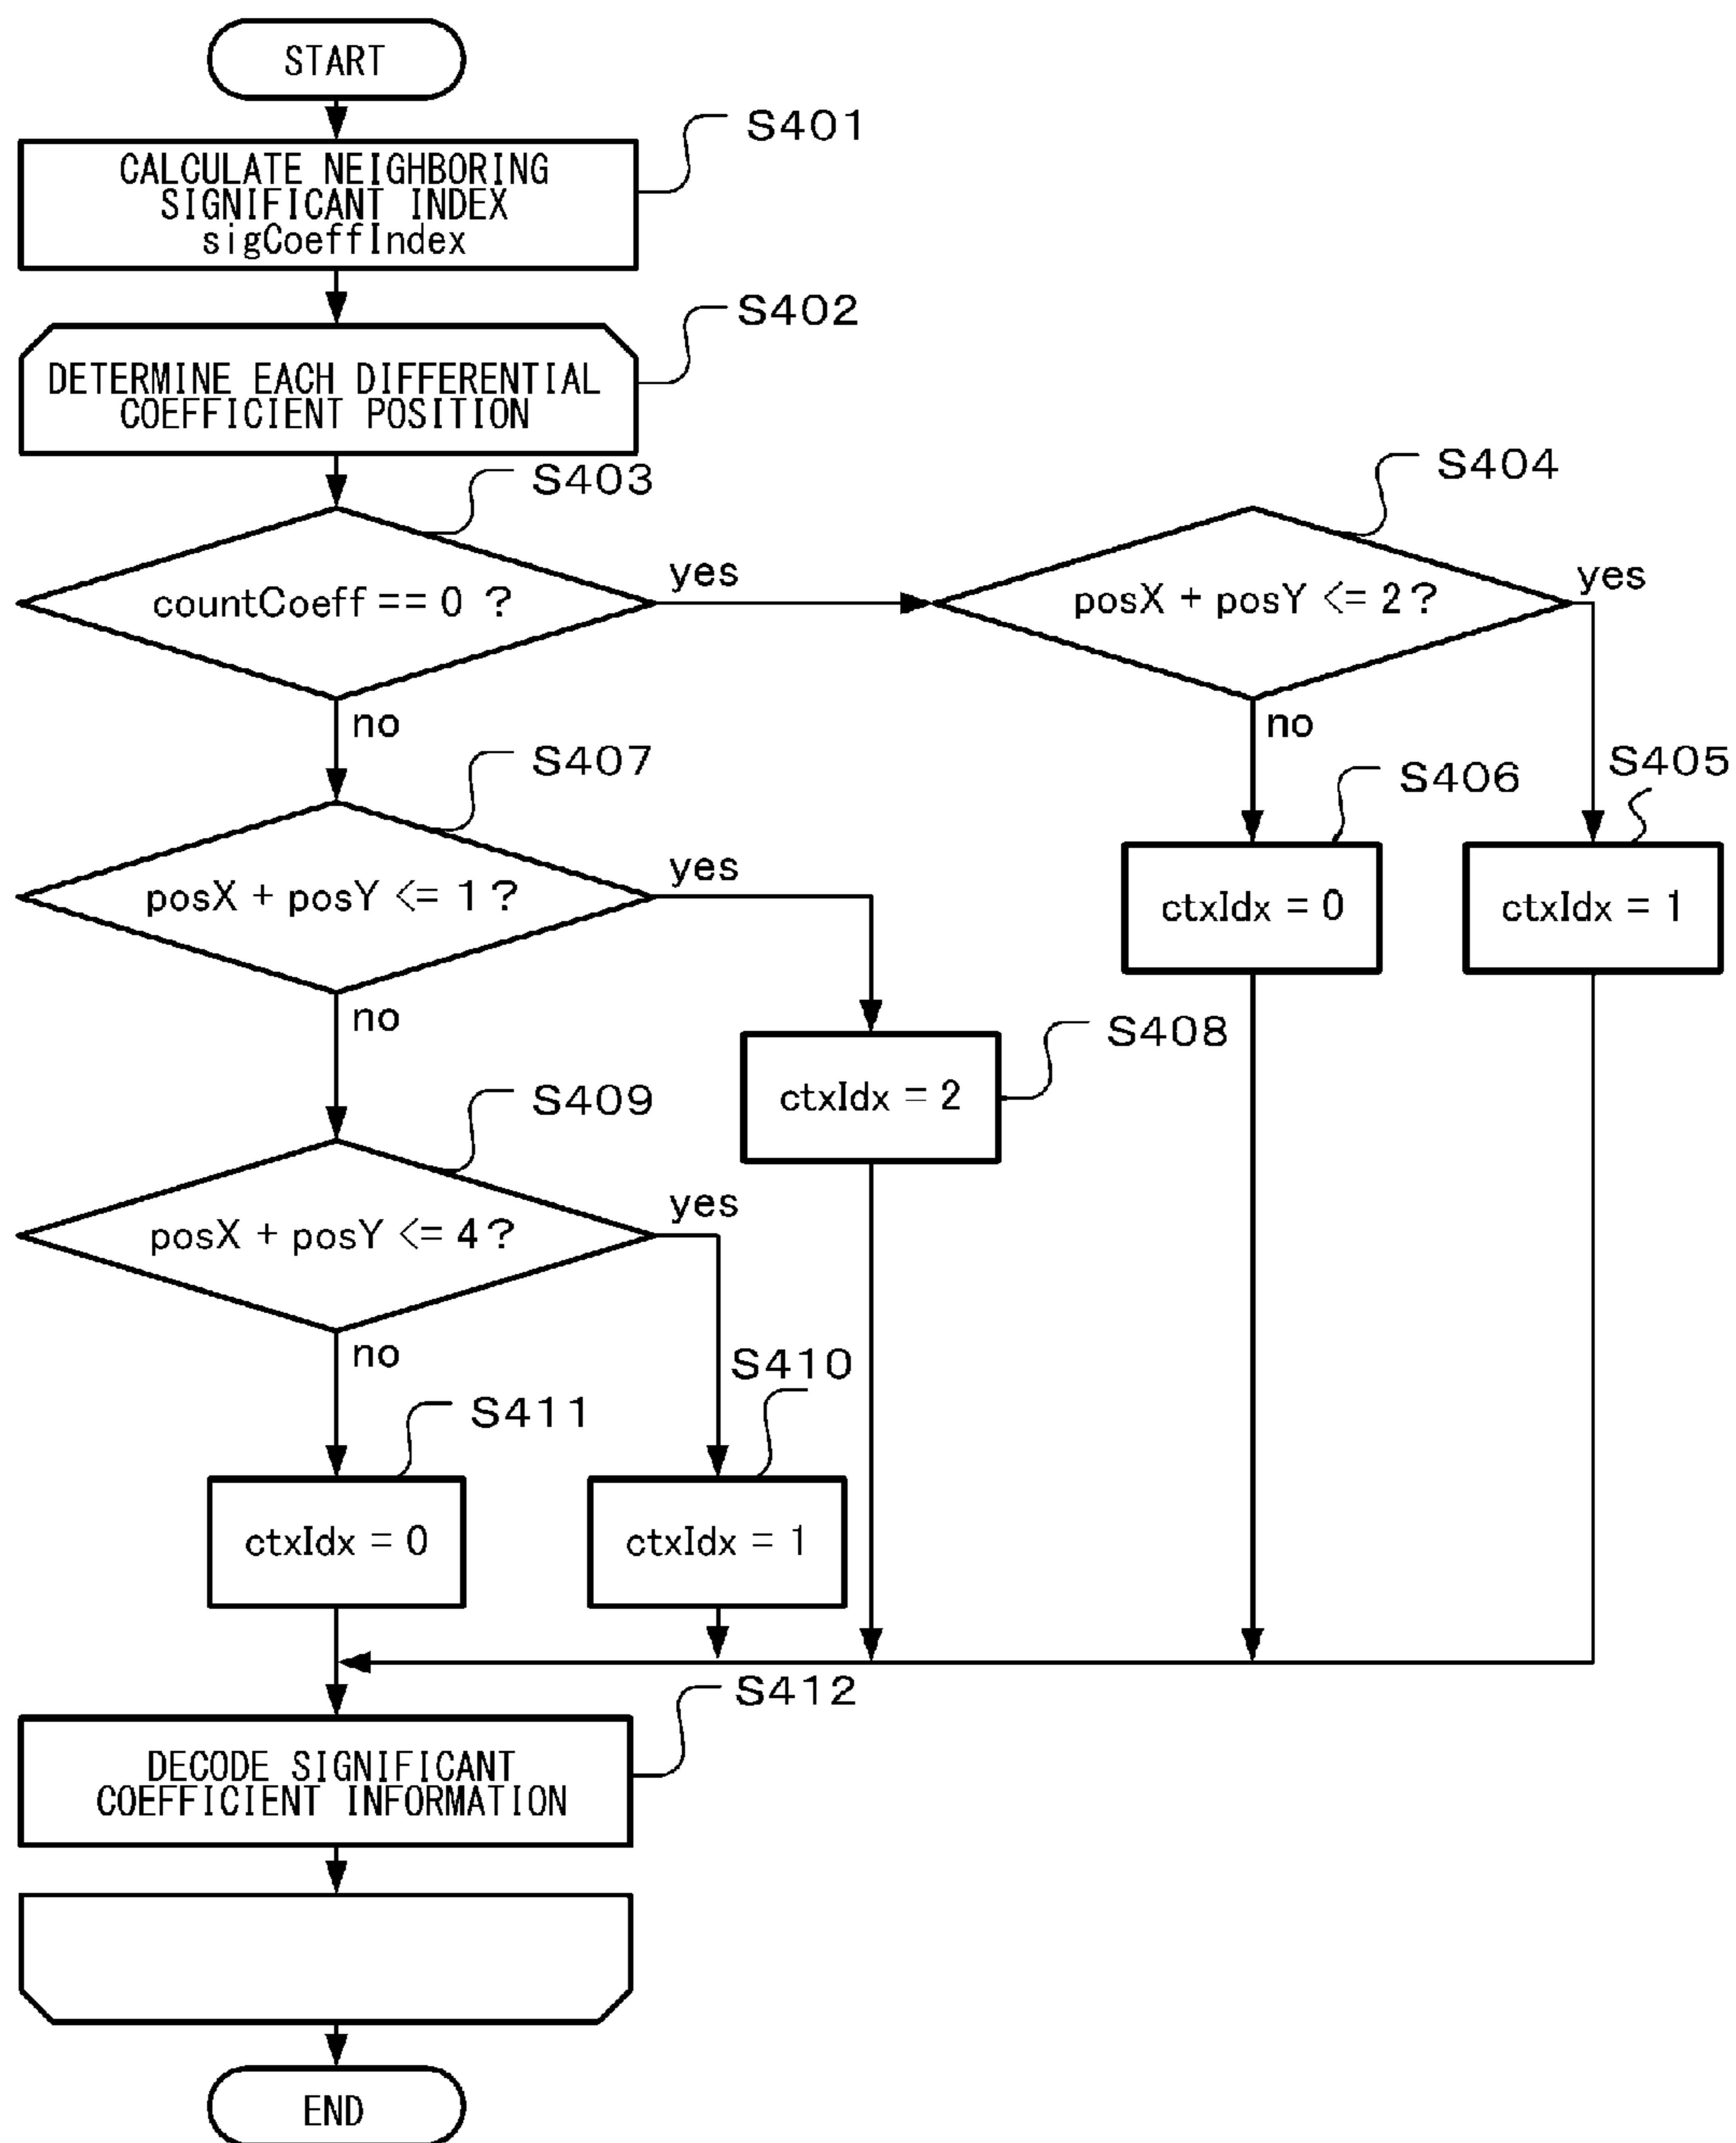 START
S401
CALCULATE NEIGHBORING
SIGNIFICANT INDEX
sigCoeffIndex
S402
DETERMINE EACH DIFFERENTIAL
COEFFICIENT POSITION
S403
countCoeff == 0 ?
yes
no
S404
posX + posY <= 2 ?
yes
no
S405
ctxIdx = 1
S406
ctxIdx = 0
S407
posX + posY <= 1 ?
yes
no
S408
ctxIdx = 2
S409
posX + posY <= 4 ?
yes
no
S410
ctxIdx = 1
S411
ctxIdx = 0
S412
DECODE SIGNIFICANT
COEFFICIENT INFORMATION
END